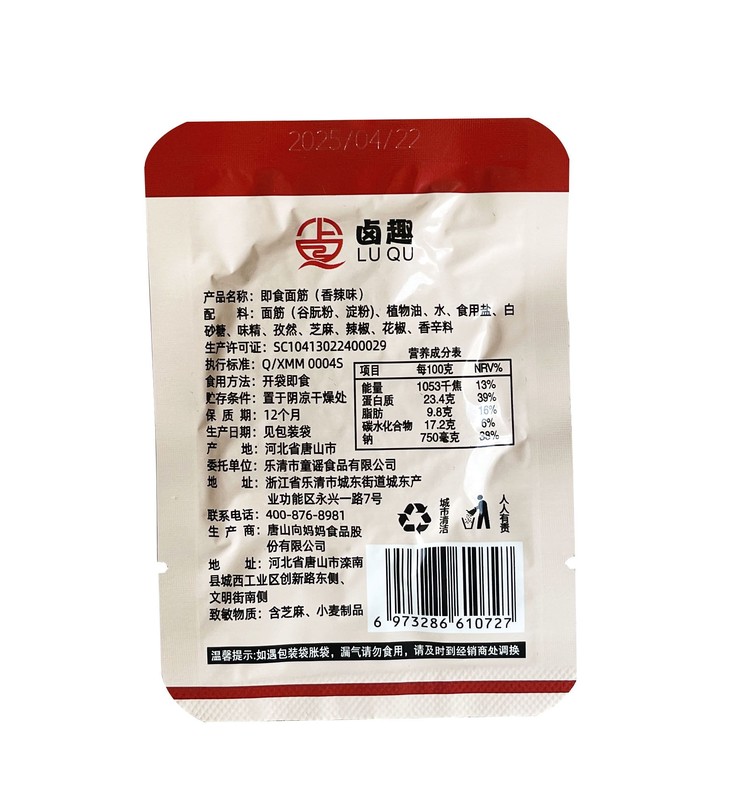 2025/04/22
卤趣
LU QU
产品名称：即食面筋（香辣味）
配 料：面筋（谷朊粉、淀粉)、植物油、水、食用盐、白
砂糖、味精、孜然、芝麻、辣椒、花椒、香辛料
生产许可证：SC10413022400029
执行标准：Q/XMM 0004S
食用方法：开袋即食
贮存条件：置于阴凉干燥处
保 质 期：12个月
生产日期：见包装袋
产 地：河北省唐山市
营养成分表
项目 每100克 NRV%
能量 1053千焦 13%
蛋白质 23.4克 39%
脂肪 9.8克 16%
碳水化合物 17.2克 6%
钠 750毫克 38%
委托单位：乐清市童谣食品有限公司
地 址：浙江省乐清市城东街道城东产
业功能区永兴一路7号
联系电话：400-876-8981
生 产 商：唐山向妈妈食品股
份有限公司
地 址：河北省唐山市滦南
县城西工业区创新路东侧、
文明街南侧
致敏物质：含芝麻、小麦制品
城市清洁
人人有责
6 973286 610727
温馨提示:如遇包装袋胀袋，漏气请勿食用，请及时到经销商处调换